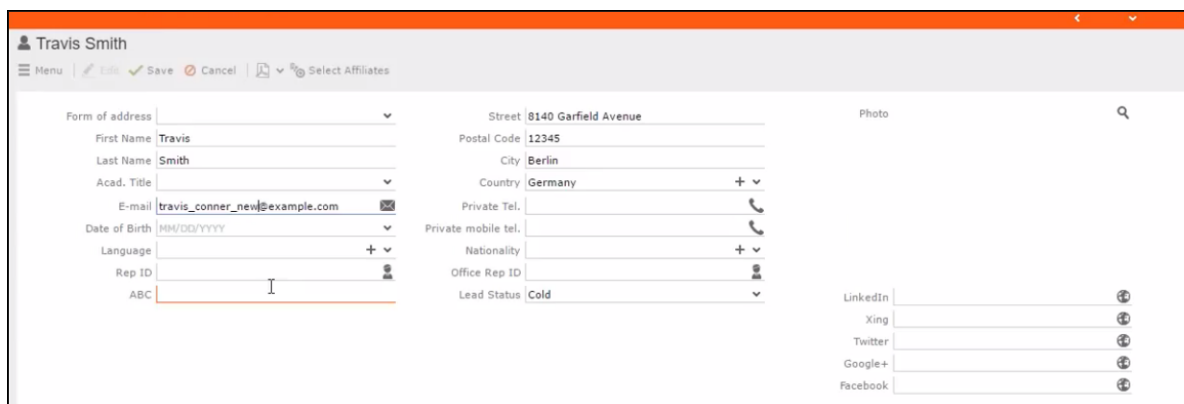 Travis Smith
Menu Edit Save Cancel Select Affiliates
Form of address
First Name Travis
Last Name Smith
Acad. Title
E-mail travis_conner_new@example.com
Date of Birth MM/DD/YYYY
Language
Rep ID
ABC
Street 8140 Garfield Avenue
Postal Code 12345
City Berlin
Country Germany
Private Tel.
Private mobile tel.
Nationality
Office Rep ID
Lead Status Cold
Photo
LinkedIn
Xing
Twitter
Google+
Facebook